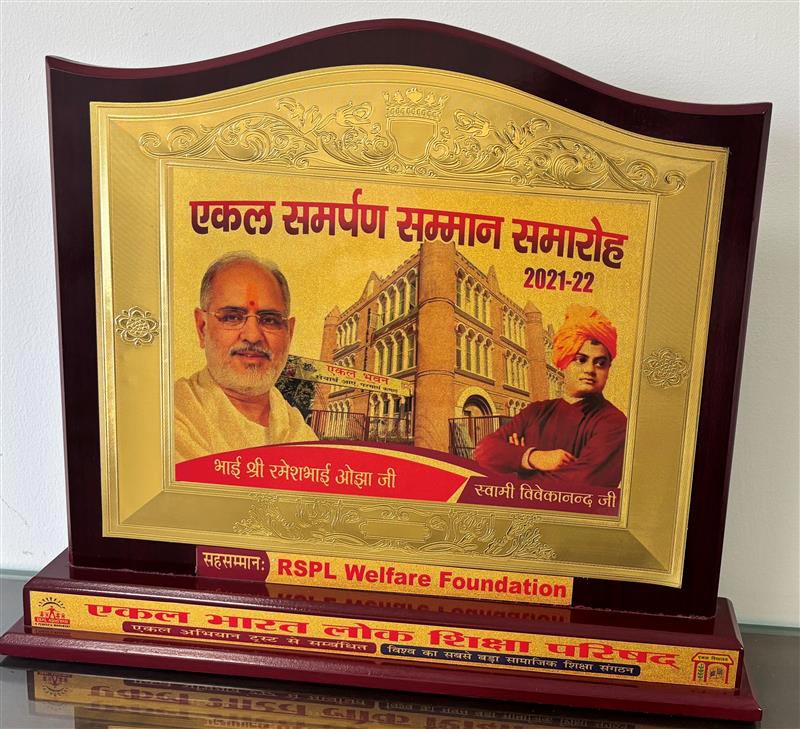 एकल समर्पण सम्मान समारोह
2021-22
एकल भवन
भाई श्री रमेशभाई ओझा जी
स्वामी विवेकानन्द जी
सहसम्मान:
RSPL Welfare Foundation
एकल भारत लोक शिक्षा परिषद्
एकल अभियान ट्रस्ट से सम्बंधित
विश्व का सबसे बड़ा सामाजिक शिक्षा संगठन